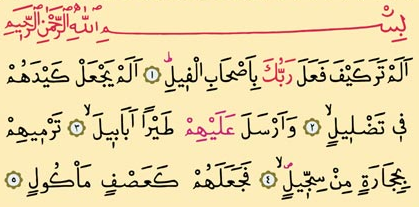 بِسْمِ اللّٰهِ الرَّحْمٰنِ الرَّحِيمِ
اَلَمْ تَرَ كَيْفَ فَعَلَ رَبُّكَ بِاَصْحَابِ الْفٖيلِۜ ١ اَلَمْ يَجْعَلْ كَيْدَهُمْ
فٖي تَضْلٖيلٍۙ ٢ وَاَرْسَلَ عَلَيْهِمْ طَيْرًا اَبَابٖيلَۙ ٣ تَرْمٖيهِمْ
بِحِجَارَةٍ مِنْ سِجّٖيلٍۙ ٤ فَجَعَلَهُمْ كَعَصْفٍ مَأْكُولٍ ٥